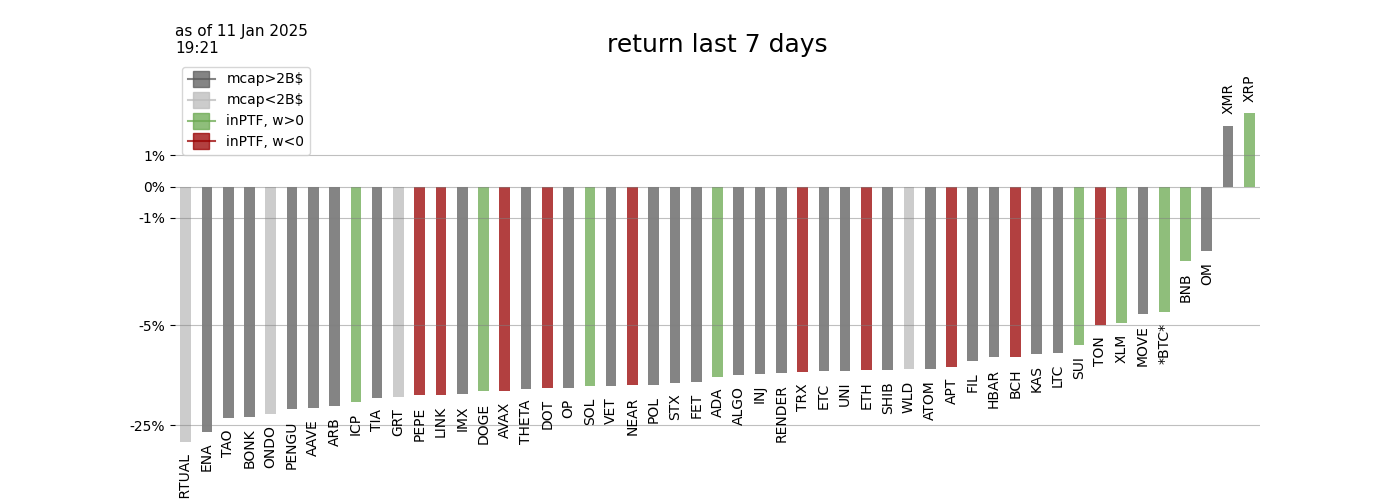 as of 11 Jan 2025
19:21
return last 7 days
mcap>2B$
mcap<2B$
inPTF, w>0
inPTF, w<0
1%
0%
-1%
-5%
-25%
RTUAL
ENA
TAO
BONK
ONDO
PENGU
AAVE
ARB
ICP
TIA
GRT
PEPE
LINK
IMX
DOGE
AVAX
THETA
DOT
OP
SOL
VET
NEAR
POL
STX
FET
ADA
ALGO
INJ
RENDER
TRX
ETC
UNI
ETH
SHIB
WLD
ATOM
APT
FIL
HBAR
BCH
KAS
LTC
SUI
TON
XLM
MOVE
*BTC*
BNB
OM
XMR
XRP